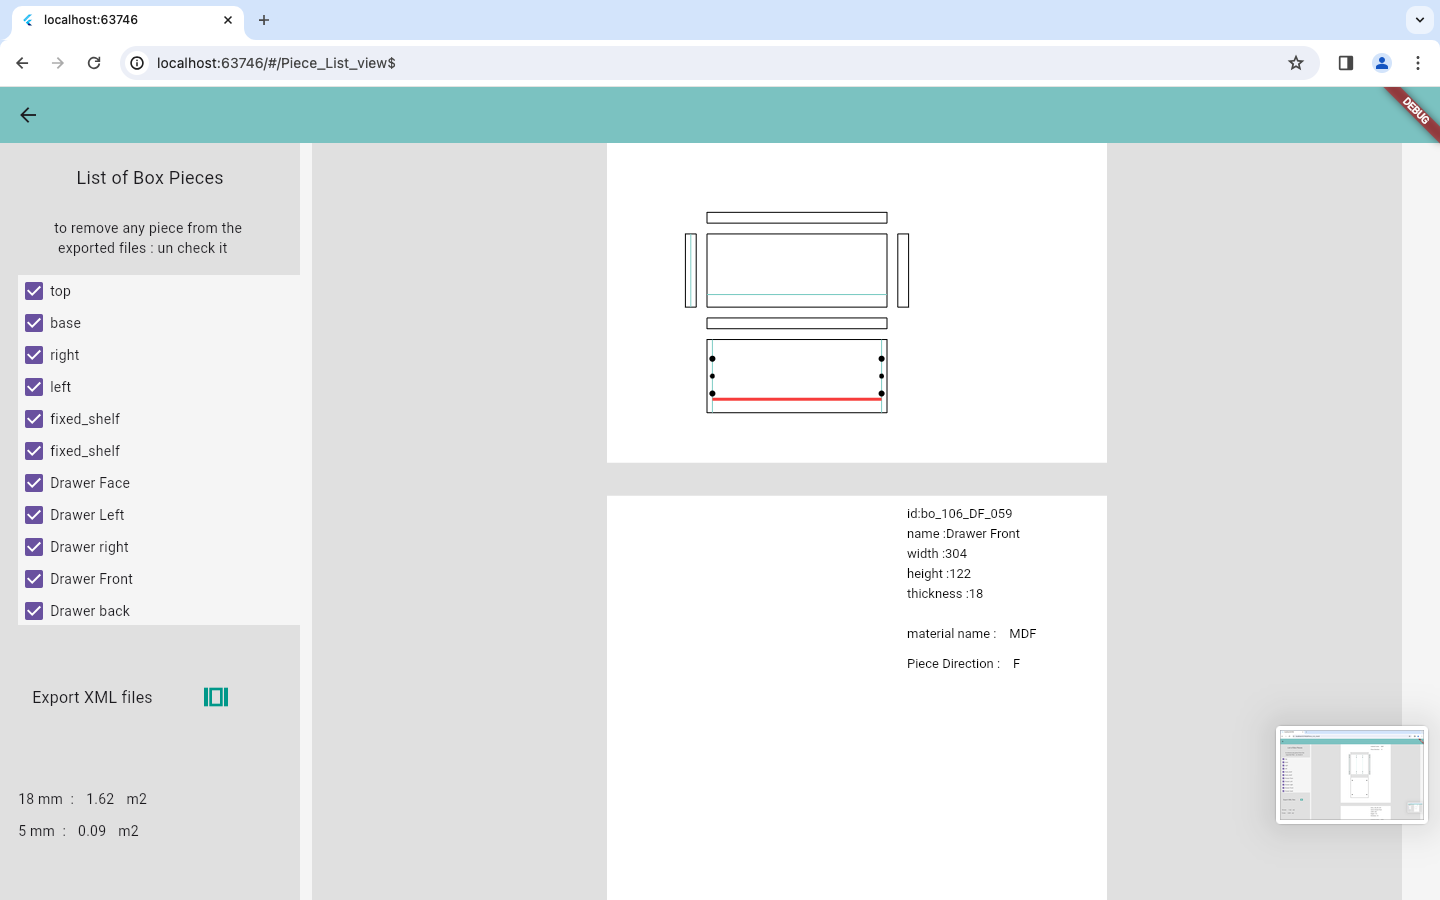 localhost:63746
localhost:63746/#/Piece_List_view$
DEBUG
List of Box Pieces
to remove any piece from the
exported files : un check it
top
base
right
left
fixed_shelf
fixed_shelf
Drawer Face
Drawer Left
Drawer right
Drawer Front
Drawer back
Export XML files
18 mm : 1.62 m2
5 mm : 0.09 m2
id:bo_106_DF_059
name :Drawer Front
width :304
height :122
thickness :18
material name : MDF
Piece Direction : F